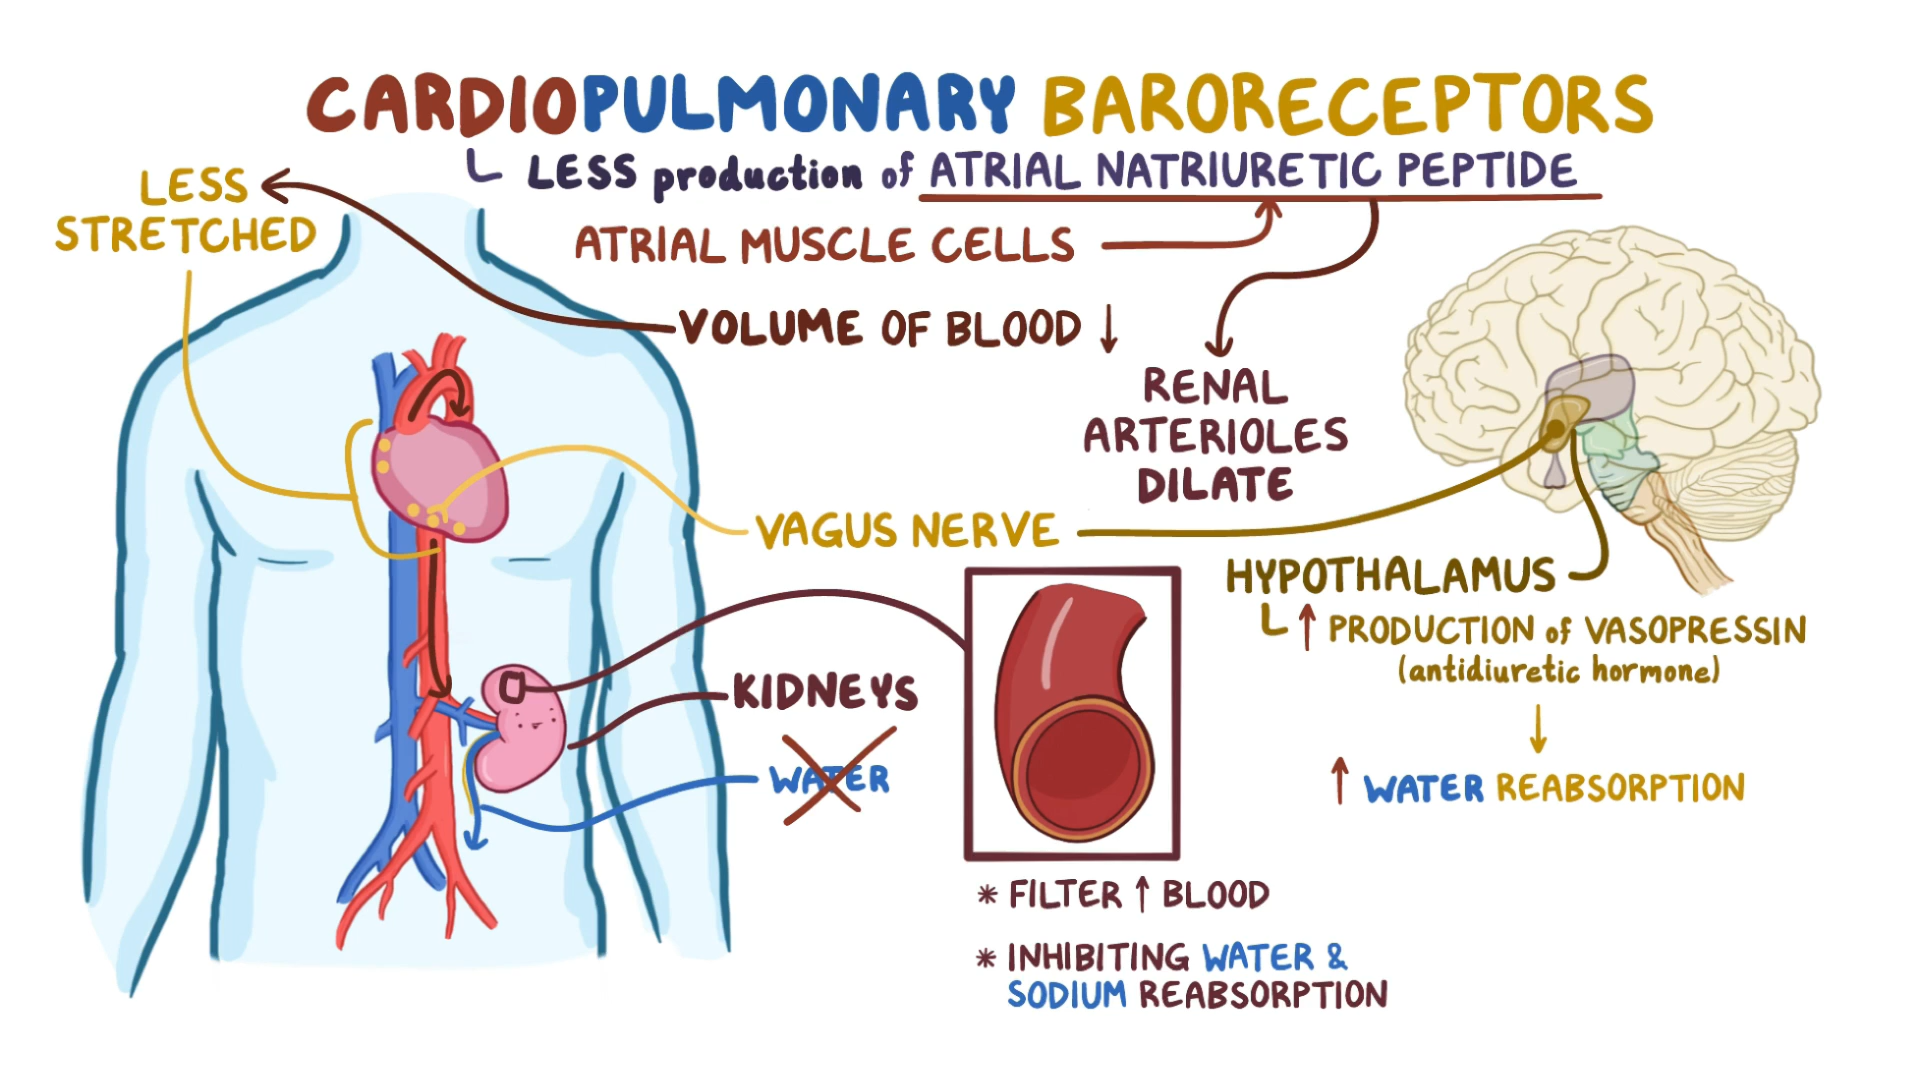 CARDIOPULMONARY BARORECEPTORS
LESS production of ATRIAL NATRIURETIC PEPTIDE
LESS
STRETCHED
ATRIAL MUSCLE CELLS
VOLUME OF BLOOD ↓
RENAL
ARTERIOLES
DILATE
VAGUS NERVE
HYPOTHALAMUS
↑ PRODUCTION of VASOPRESSIN
(antidiuretic hormone)
↓
↑ WATER REABSORPTION
KIDNEYS
WATER
* FILTER ↑ BLOOD
* INHIBITING WATER &
SODIUM REABSORPTION